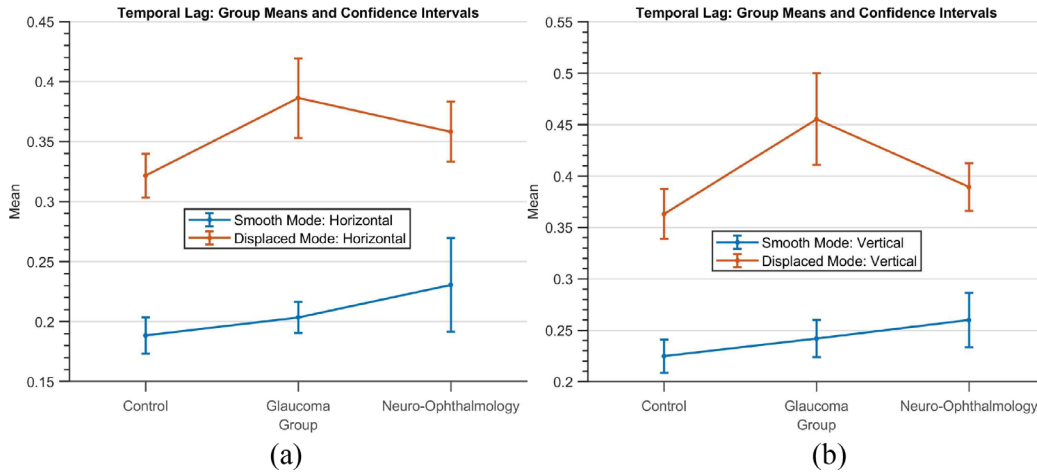 Temporal Lag: Group Means and Confidence Intervals
0.45
0.4
0.35
0.3
0.25
0.2
0.15
Mean
Smooth Mode: Horizontal
Displaced Mode: Horizontal
Control
Glaucoma
Neuro-Ophthalmology
Group
(a)
Temporal Lag: Group Means and Confidence Intervals
0.55
0.5
0.45
0.4
0.35
0.3
0.25
0.2
Mean
Smooth Mode: Vertical
Displaced Mode: Vertical
Control
Glaucoma
Neuro-Ophthalmology
Group
(b)